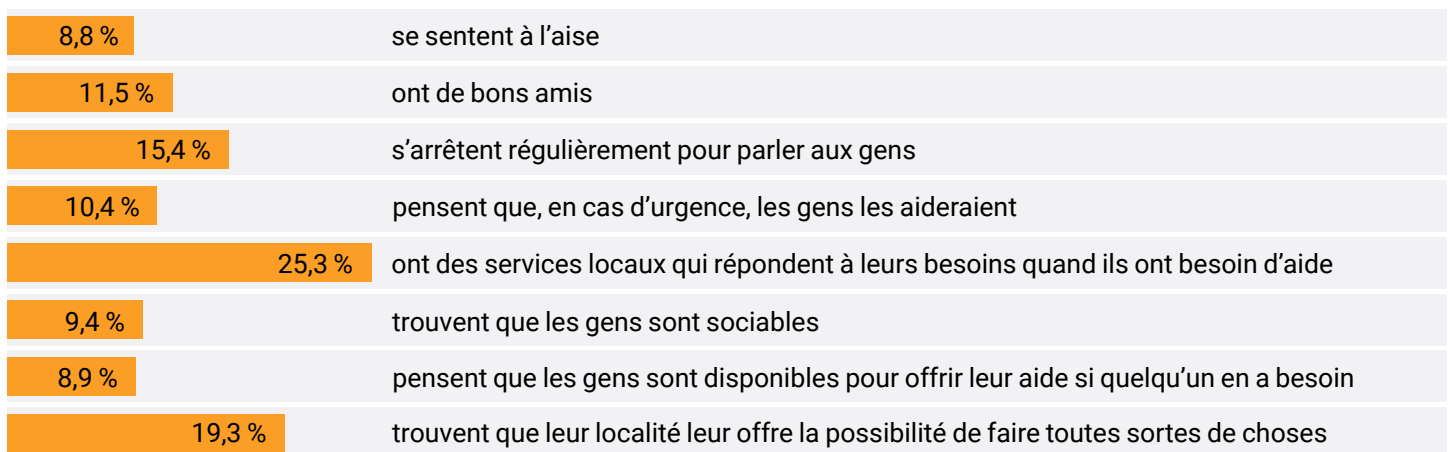 8,8 % se sentent à l’aise
11,5 % ont de bons amis
15,4 % s’arrêtent régulièrement pour parler aux gens
10,4 % pensent que, en cas d’urgence, les gens les aideraient
25,3 % ont des services locaux qui répondent à leurs besoins quand ils ont besoin d’aide
9,4 % trouvent que les gens sont sociables
8,9 % pensent que les gens sont disponibles pour offrir leur aide si quelqu’un en a besoin
19,3 % trouvent que leur localité leur offre la possibilité de faire toutes sortes de choses